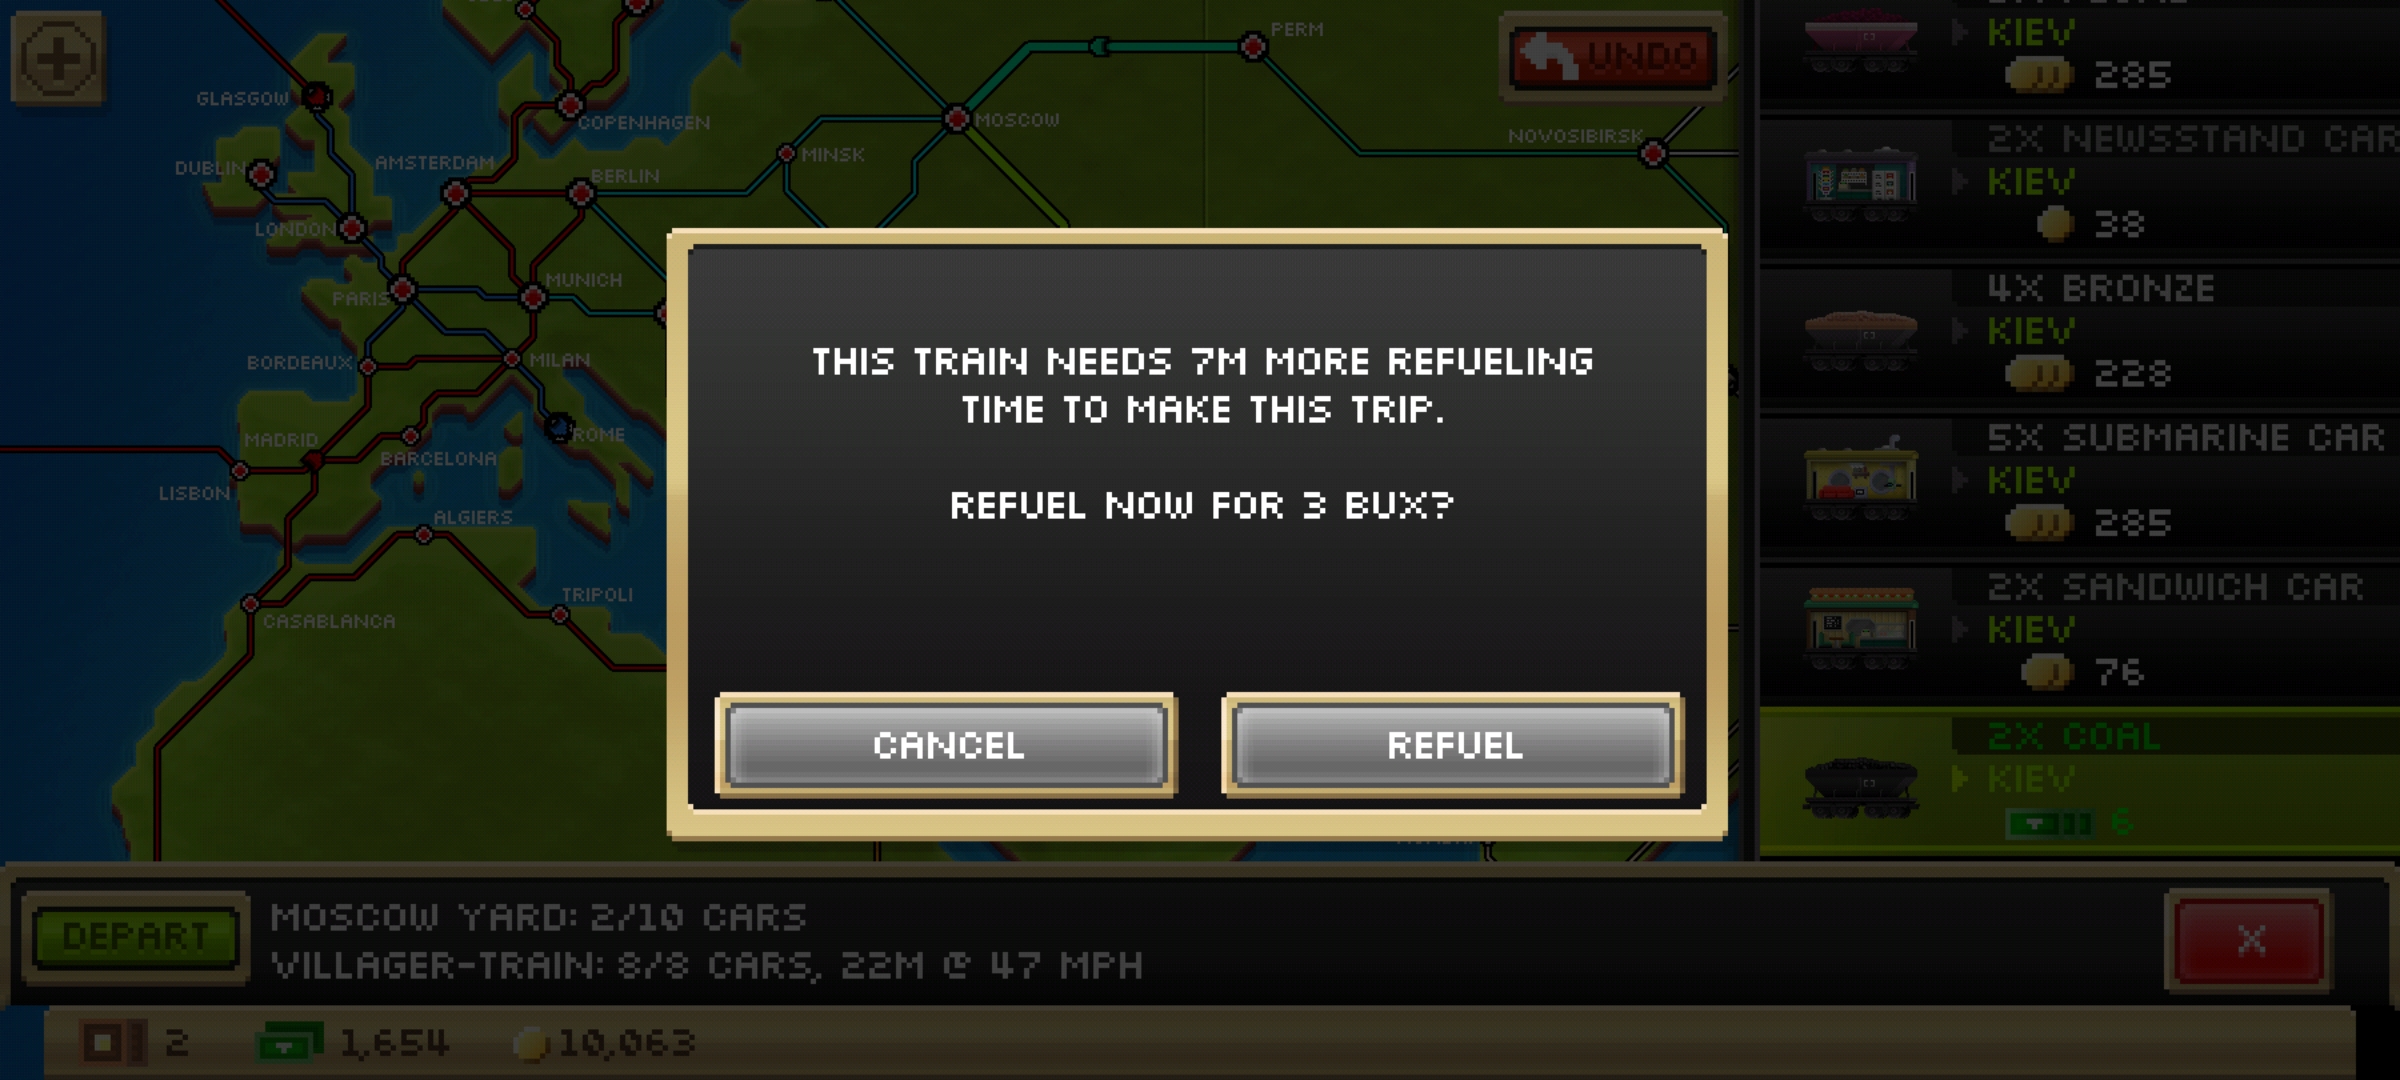 PERM
UNDO
GLASGOW
COPENHAGEN
MOSCOW
NOVOSIBIRSK
DUBLIN
AMSTERDAM
MINSK
BERLIN
LONDON
MUNICH
PARIS
BORDEAUX
MILAN
MADRID
ROME
BARCELONA
LISBON
ALGIERS
TRIPOLI
CASABLANCA
THIS TRAIN NEEDS 7M MORE REFUELING
TIME TO MAKE THIS TRIP.
REFUEL NOW FOR 3 BUX?
CANCEL
REFUEL
KIEV
285
2X NEWSSTAND CAR
KIEV
38
4X BRONZE
KIEV
228
5X SUBMARINE CAR
KIEV
285
2X SANDWICH CAR
KIEV
76
2X COAL
KIEV
6
DEPART
MOSCOW YARD: 2/10 CARS
VILLAGER-TRAIN: 8/8 CARS, 22M @ 47 MPH
X
2
1,654
10,063